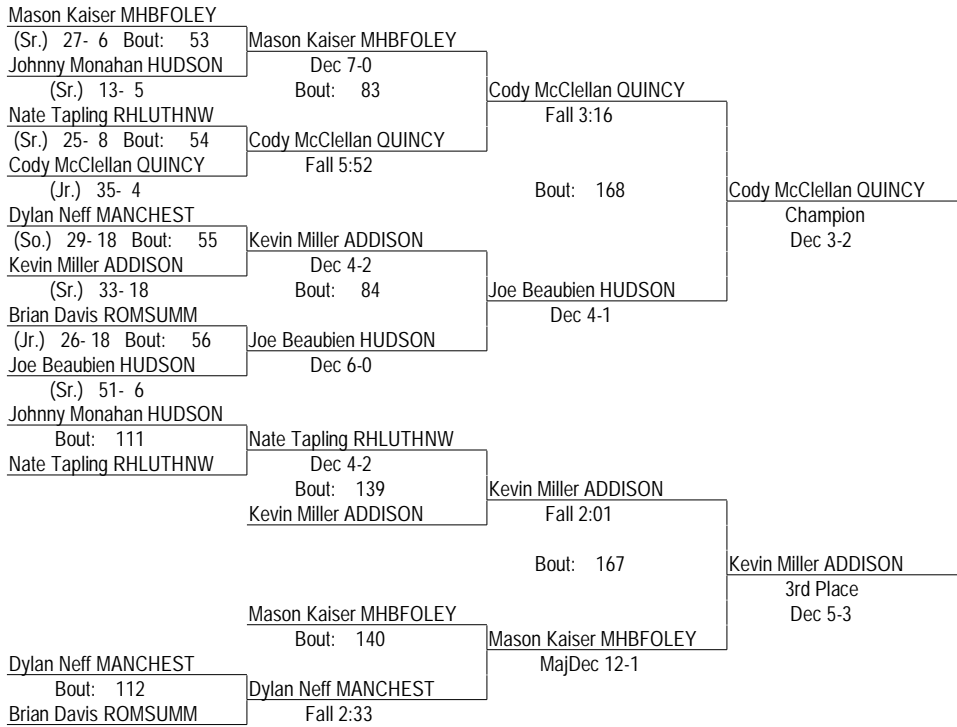 Mason Kaiser MHBFOLEY
(Sr.) 27- 6 Bout: 53 Mason Kaiser MHBFOLEY
Johnny Monahan HUDSON Dec 7-0
(Sr.) 13- 5 Bout: 83 Cody McClellan QUINCY
Nate Tapling RHLUTHNW Fall 3:16
(Sr.) 25- 8 Bout: 54 Cody McClellan QUINCY
Cody McClellan QUINCY Fall 5:52
(Jr.) 35- 4 Bout: 168 Cody McClellan QUINCY
Dylan Neff MANCHEST Champion
(So.) 29- 18 Bout: 55 Kevin Miller ADDISON Dec 3-2
Kevin Miller ADDISON Dec 4-2
(Sr.) 33- 18 Bout: 84 Joe Beaubien HUDSON
Brian Davis ROMSUMM Dec 4-1
(Jr.) 26- 18 Bout: 56 Joe Beaubien HUDSON
Joe Beaubien HUDSON Dec 6-0
(Sr.) 51- 6
Johnny Monahan HUDSON
Bout: 111 Nate Tapling RHLUTHNW
Nate Tapling RHLUTHNW Dec 4-2
Bout: 139 Kevin Miller ADDISON
Kevin Miller ADDISON Fall 2:01
Bout: 167 Kevin Miller ADDISON
3rd Place
Mason Kaiser MHBFOLEY Dec 5-3
Bout: 140 Mason Kaiser MHBFOLEY
Dylan Neff MANCHEST MajDec 12-1
Bout: 112 Dylan Neff MANCHEST
Brian Davis ROMSUMM Fall 2:33